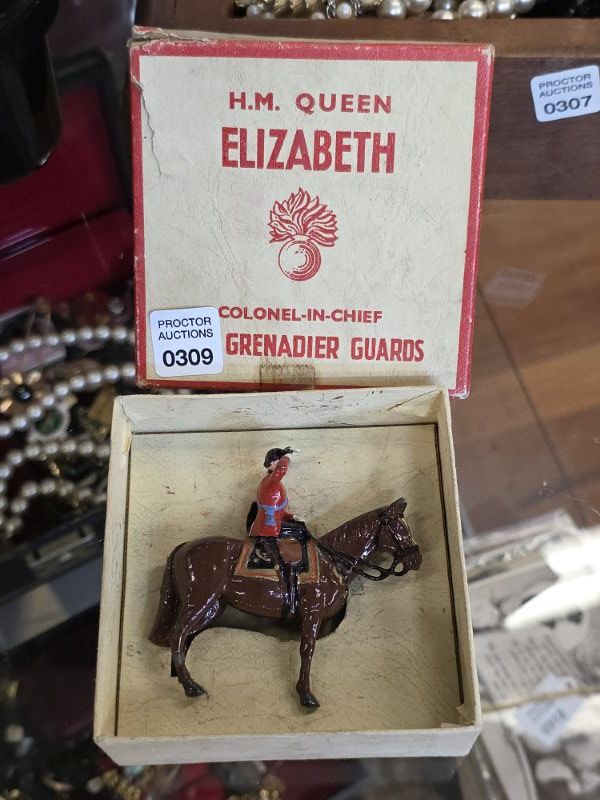 H.M. QUEEN
ELIZABETH
COLONEL-IN-CHIEF
GRENADIER GUARDS
PROCTOR
AUCTIONS
0309
PROCTOR
AUCTIONS
0307